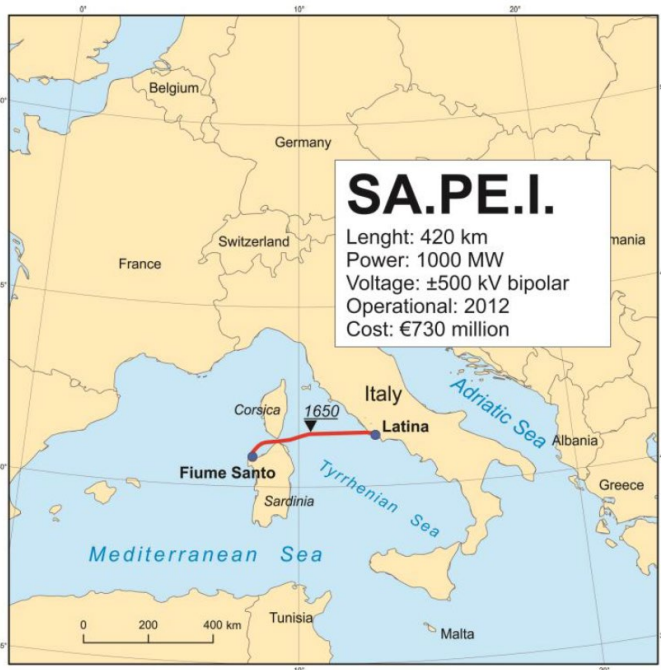 0°
10°
20°
Belgium
Germany
SA.PE.I.
Lenght: 420 km
Power: 1000 MW
Voltage: ±500 kV bipolar
Operational: 2012
Cost: €730 million
Switzerland
France
Italy
Adriatic Sea
Corsica
1650
Latina
Albania
Fiume Santo
Tyrrhenian Sea
Greece
Sardinia
Mediterranean Sea
Tunisia
Malta
0 200 400 km